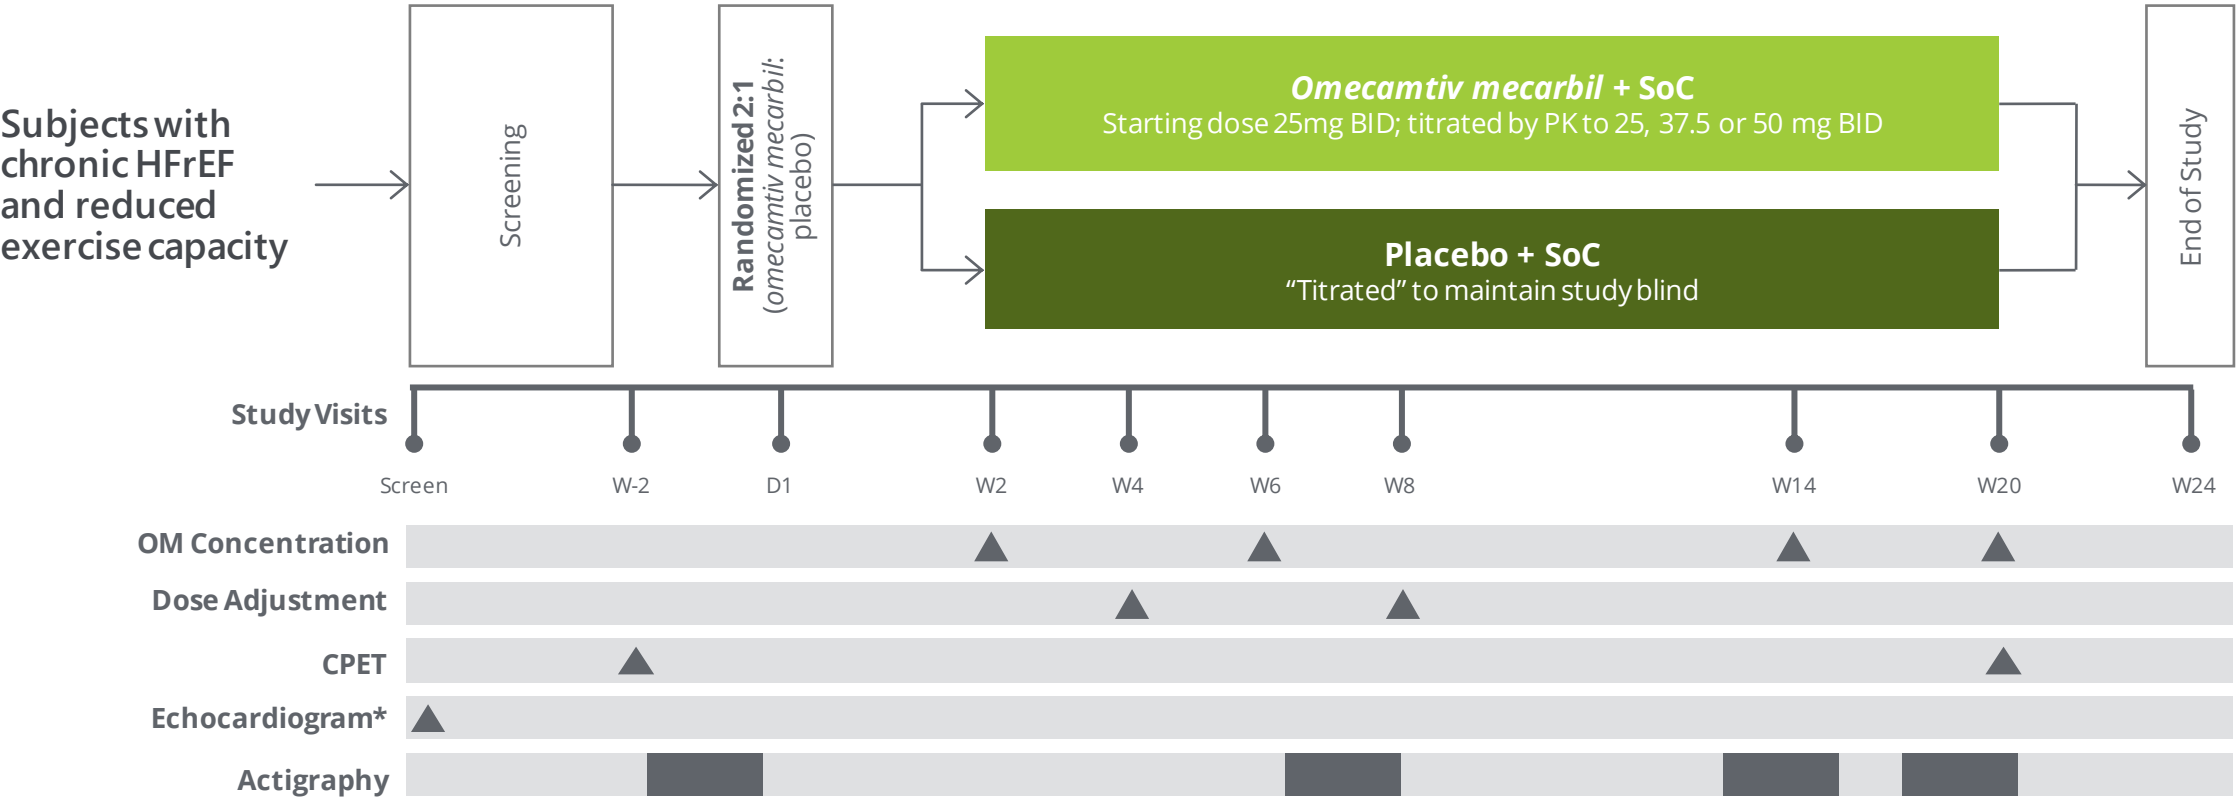 Subjects with
chronic HFrEF
and reduced
exercise capacity
Screening
Randomized 2:1
(omecamtiv mecarbil:
placebo)
Omecamtiv mecarbil + SoC
Starting dose 25mg BID; titrated by PK to 25, 37.5 or 50 mg BID
Placebo + SoC
“Titrated” to maintain study blind
End of Study
Study Visits
Screen W-2 D1 W2 W4 W6 W8 W14 W20 W24
OM Concentration
Dose Adjustment
CPET
Echocardiogram*
Actigraphy